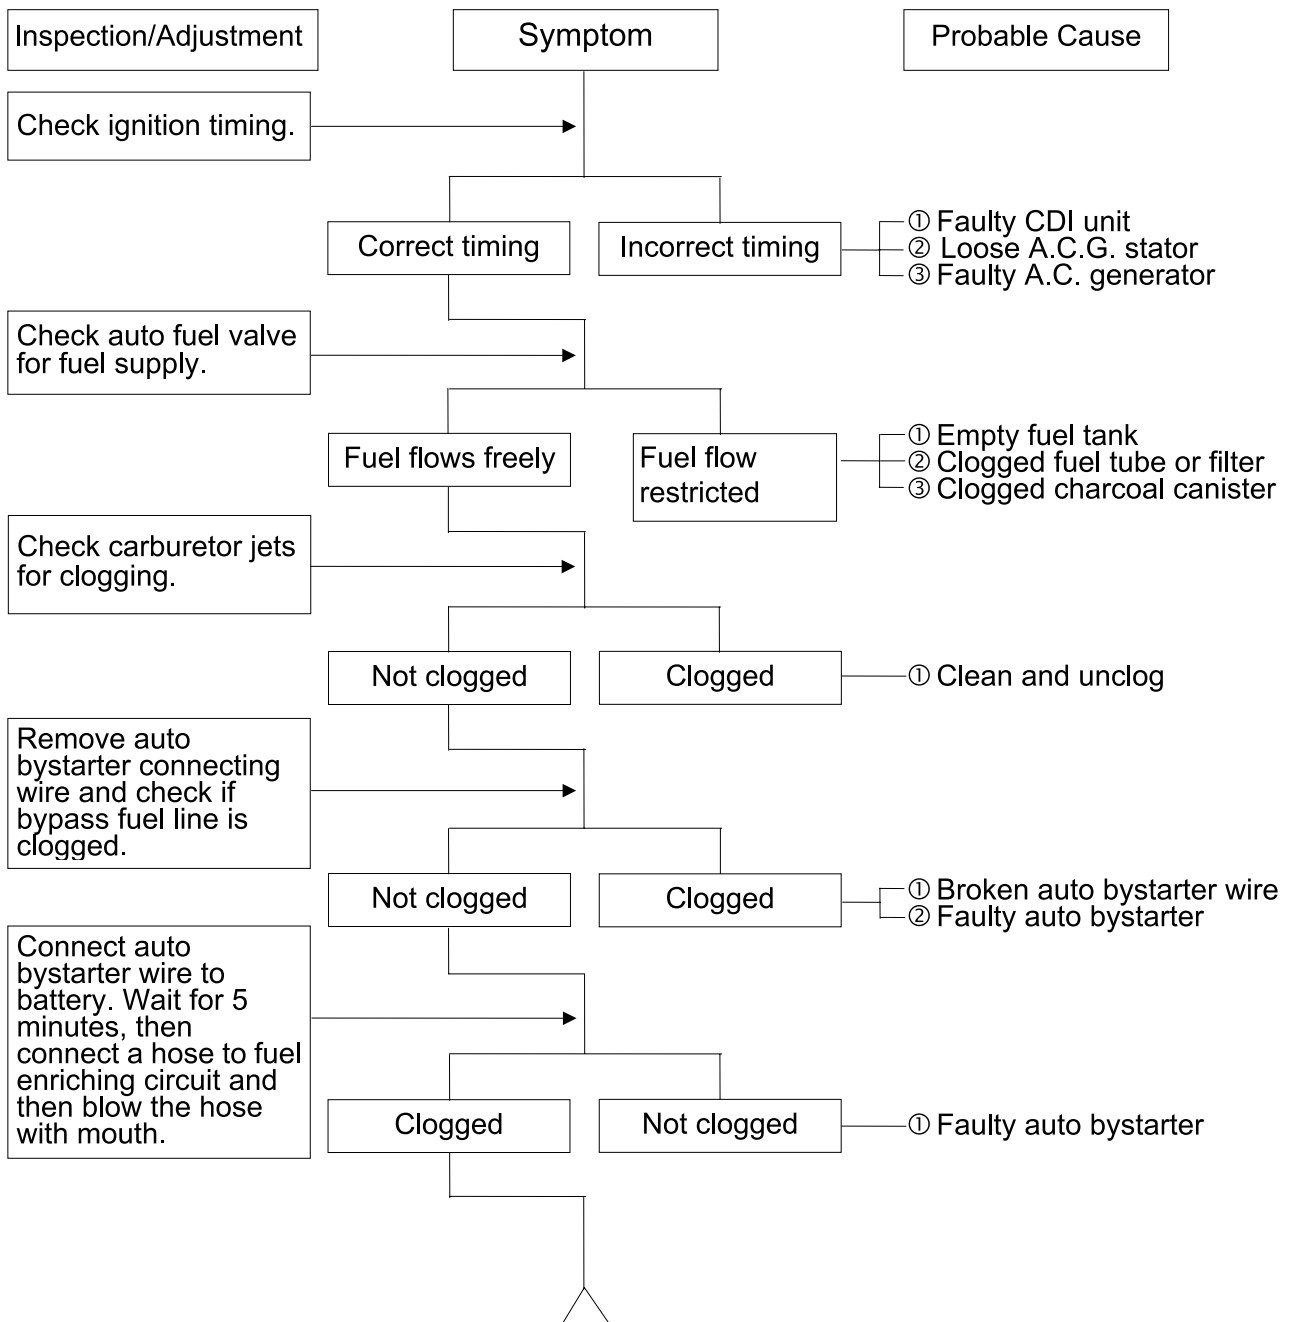 Inspection/Adjustment
Symptom
Probable Cause
Check ignition timing.
Correct timing
Incorrect timing
① Faulty CDI unit
② Loose A.C.G. stator
③ Faulty A.C. generator
Check auto fuel valve
for fuel supply.
Fuel flows freely
Fuel flow
restricted
① Empty fuel tank
② Clogged fuel tube or filter
③ Clogged charcoal canister
Check carburetor jets
for clogging.
Not clogged
Clogged
① Clean and unclog
Remove auto
bystarter connecting
wire and check if
bypass fuel line is
clogged.
Not clogged
Clogged
① Broken auto bystarter wire
② Faulty auto bystarter
Connect auto
bystarter wire to
battery. Wait for 5
minutes, then
connect a hose to fuel
enriching circuit and
then blow the hose
with mouth.
Clogged
Not clogged
① Faulty auto bystarter